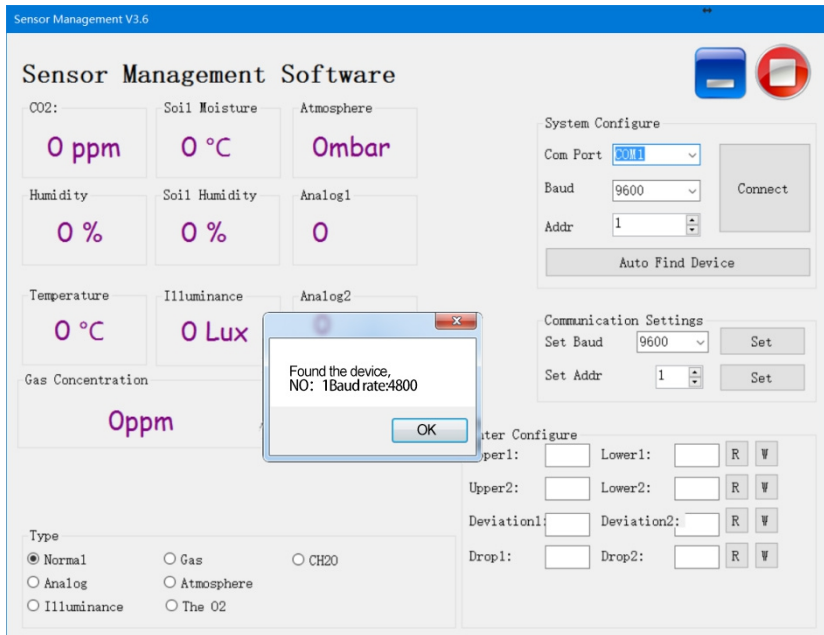 Sensor Management V3.6
Sensor Management Software
CO2:
0 ppm
Soil Moisture
0 °C
Atmosphere
0mbar
Humidity
0 %
Soil Humidity
0 %
Analog1
0
Temperature
0 °C
Illuminance
0 Lux
Analog2
0
Gas Concentration
0ppm
Found the device,
NO: 1Baud rate:4800
OK
System Configure
Com Port COM1
Baud 9600
Addr 1
Connect
Auto Find Device
Communication Settings
Set Baud 9600 Set
Set Addr 1 Set
Configure
Lower1: R W
Upper2: Lower2: R W
Deviation1: Deviation2: R W
Drop1: Drop2: R W
Type
Normal Gas CH20
Analog Atmosphere
Illuminance The O2